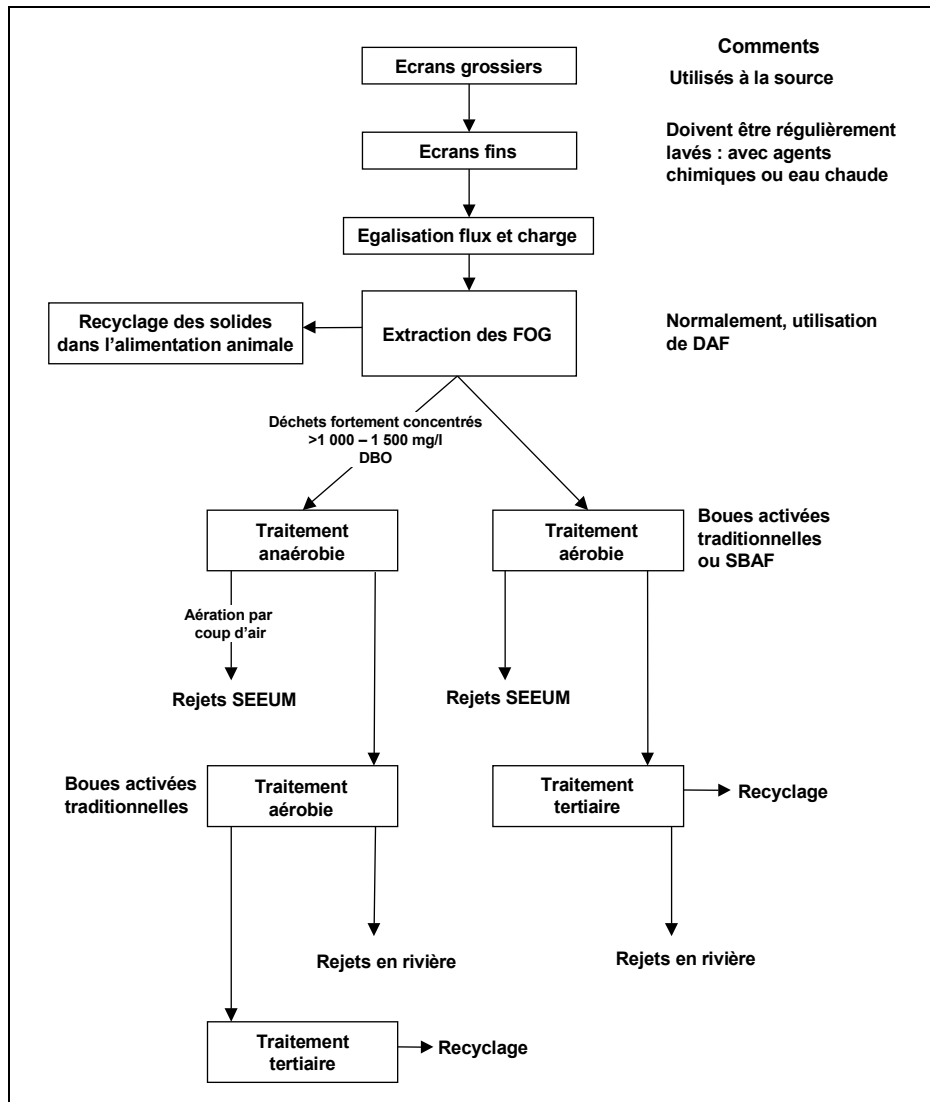 Comments
Ecrans grossiers
Utilisés à la source
Ecrans fins
Doivent être régulièrement
lavés : avec agents
chimiques ou eau chaude
Egalisation flux et charge
Recyclage des solides
dans l'alimentation animale
Extraction des FOG
Normalement, utilisation
de DAF
Déchets fortement concentrés
>1 000 – 1 500 mg/l
DBO
Traitement
anaérobie
Traitement
aérobie
Boues activées
traditionnelles
ou SBAF
Aération par
coup d'air
Rejets SEEUM
Rejets SEEUM
Boues activées
traditionnelles
Traitement
aérobie
Traitement
tertiaire
Recyclage
Rejets en rivière
Rejets en rivière
Traitement
tertiaire
Recyclage